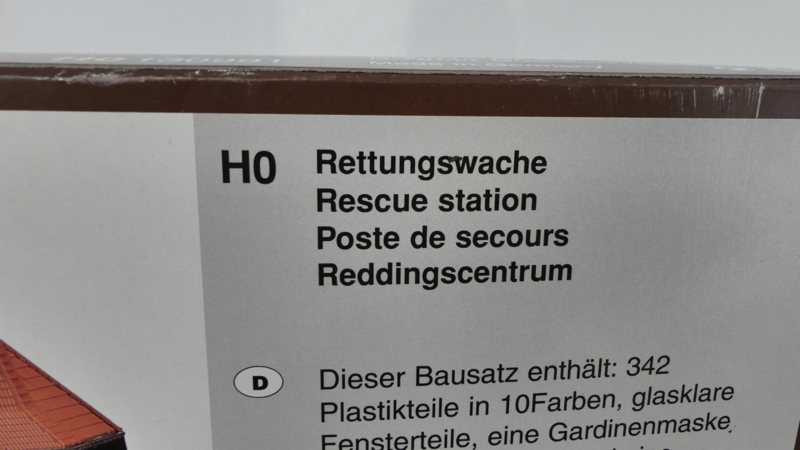 H0
Rettungswache
Rescue station
Poste de secours
Reddingscentrum
D
Dieser Bausatz enthält: 342
Plastikteile in 10Farben, glasklare
Fensterteile, eine Gardinenmaske